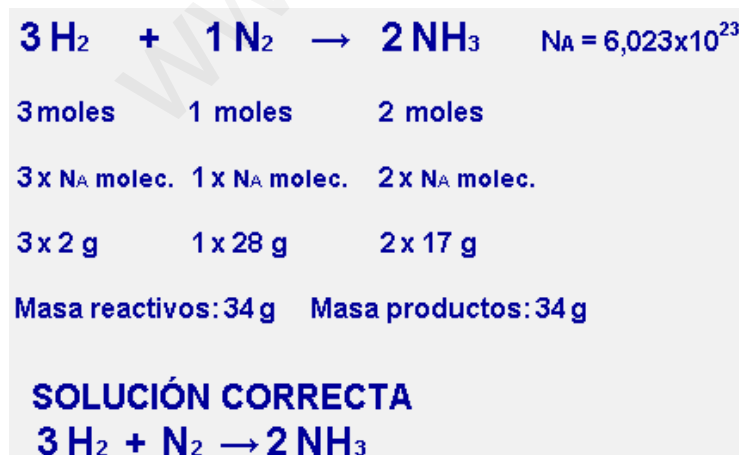 3 H₂ + 1 N₂ → 2 NH₃ NA = 6,023x10²³
3 moles 1 moles 2 moles
3 x NA molec. 1 x NA molec. 2 x NA molec.
3 x 2 g 1 x 28 g 2 x 17 g
Masa reactivos: 34 g Masa productos: 34 g
SOLUCIÓN CORRECTA
3 H₂ + N₂ → 2 NH₃